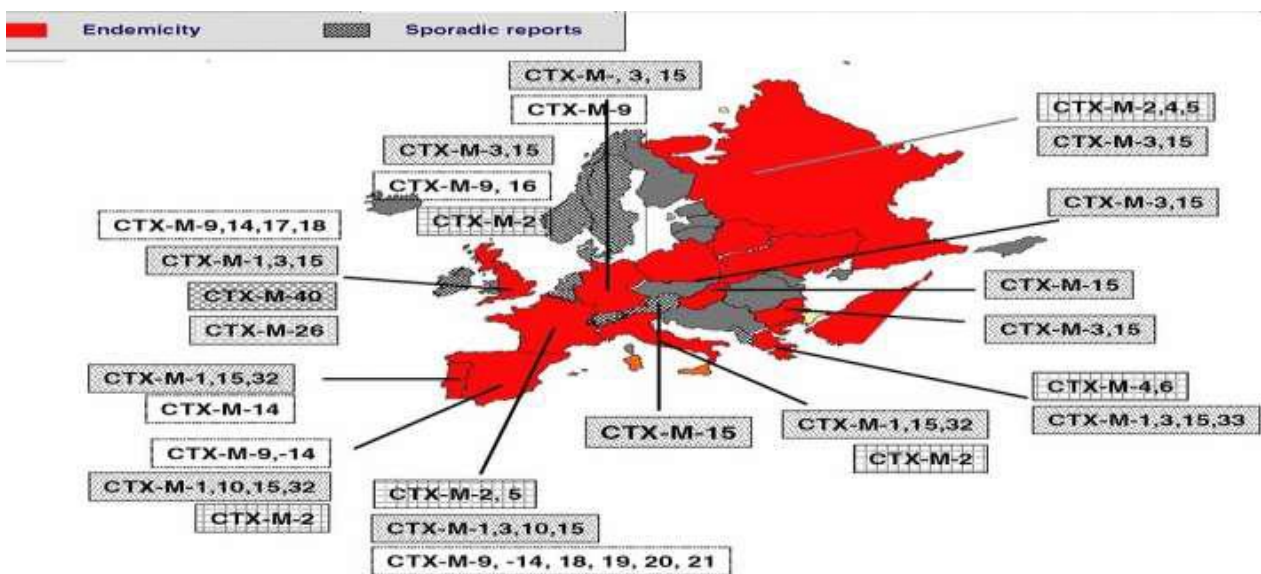 Endemicity
Sporadic reports
CTX-M-, 3, 15
CTX-M-9
CTX-M-2,4,5
CTX-M-3,15
CTX-M-3,15
CTX-M-9, 16
CTX-M-2
CTX-M-3,15
CTX-M-9,14,17,18
CTX-M-1,3,15
CTX-M-40
CTX-M-26
CTX-M-15
CTX-M-3,15
CTX-M-1,15,32
CTX-M-14
CTX-M-4,6
CTX-M-1,3,15,33
CTX-M-15
CTX-M-1,15,32
CTX-M-2
CTX-M-9,-14
CTX-M-1,10,15,32
CTX-M-2
CTX-M-2, 5
CTX-M-1,3,10,15
CTX-M-9, -14, 18, 19, 20, 21